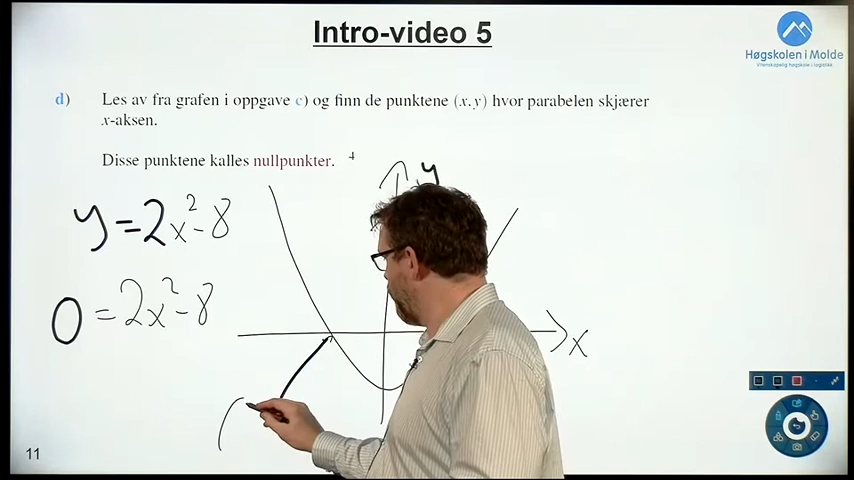 Intro-video 5
Høgskolen i Molde
Vitenskapelig høgskole i logistikk
d) Les av fra grafen i oppgave c) og finn de punktene (x, y) hvor parabelen skjærer
x-aksen.
Disse punktene kalles nullpunkter. 4
y
y = 2x² - 8
0 = 2x² - 8
x
(
11